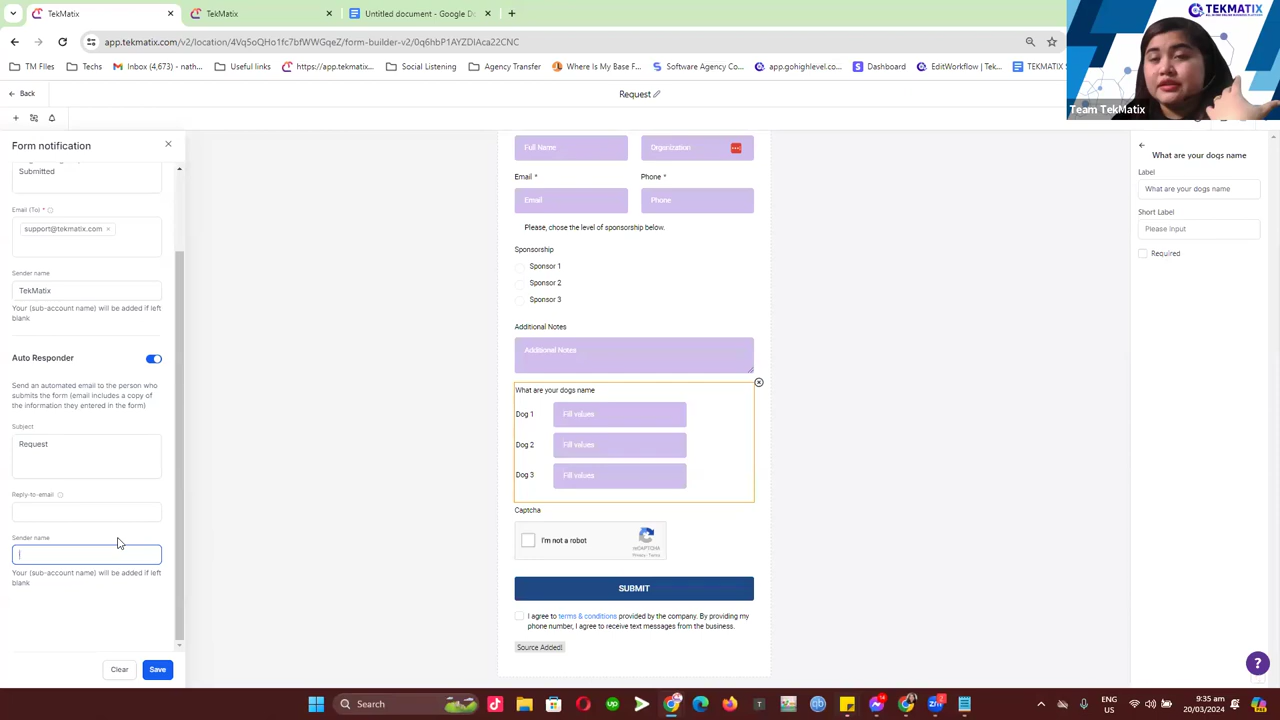 TekMatix
TekMatix
Untitled document - Google D
app.tekmatix.com/v2/location/4Vq5oQHo1fc7bfWWGqeZ/form-builder-v2/0q6hbF1AYZDlAca22CNC
TM Files
Techs
Inbox (4,673) - nath...
Useful links
https://app.tekmatix...
Social Listening
Agency Transfer
Where Is My Base F...
Software Agency Co...
app.gohighlevel.co...
Dashboard
EditWorkflow | Tek...
TEKMATIX
TEKMATIX
Team TekMatix
Back
Request
Form notification
Submitted
Email (To) *
support@tekmatix.com ×
Sender name
TekMatix
Your (sub-account name) will be added if left
blank
Auto Responder
Send an automated email to the person who
submits the form (email includes a copy of
the information they entered in the form)
Subject
Request
Reply-to-email
Sender name
Your (sub-account name) will be added if left
blank
Clear
Save
Full Name
Organization
Email *
Phone *
Email
Phone
Please, chose the level of sponsorship below.
Sponsorship
Sponsor 1
Sponsor 2
Sponsor 3
Additional Notes
Additional Notes
What are your dogs name
Dog 1
Fill values
Dog 2
Fill values
Dog 3
Fill values
Captcha
I'm not a robot
reCAPTCHA
Privacy - Terms
SUBMIT
I agree to terms & conditions provided by the company. By providing my
phone number, I agree to receive text messages from the business.
Source Added!
What are your dogs name
Label
What are your dogs name
Short Label
Please Input
Required
?
Search
ENG
US
9:35 pm
20/03/2024